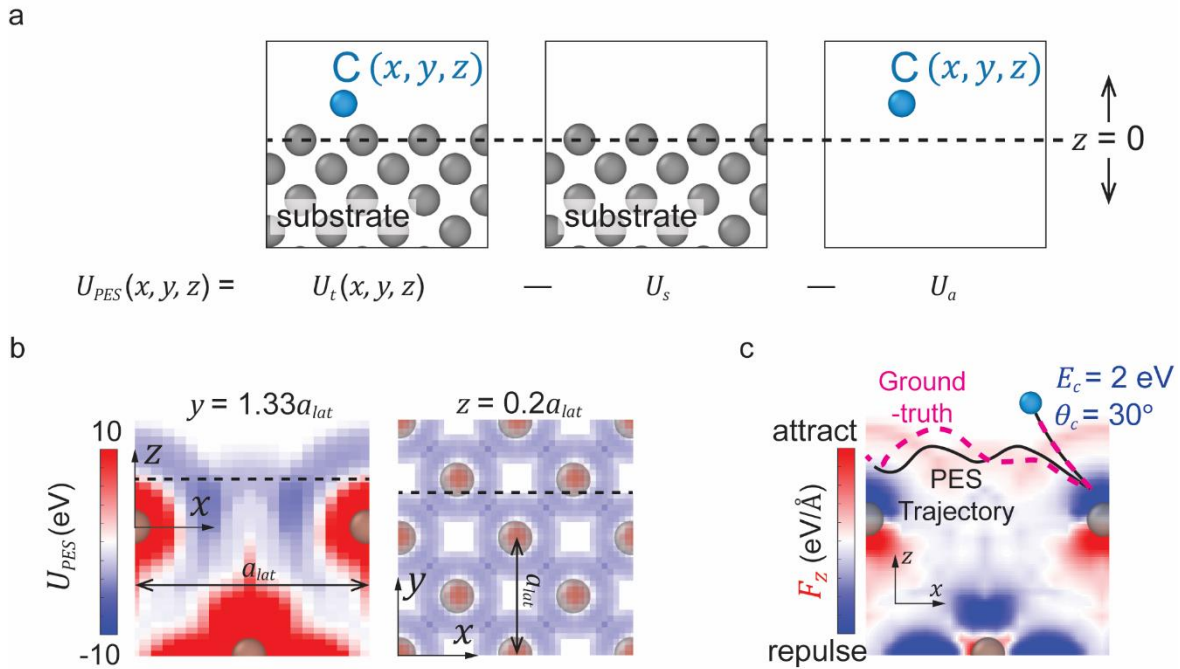 a
C (x, y, z)
C (x, y, z)
z = 0
substrate
substrate
U_PES(x, y, z) = U_t(x, y, z) — U_s — U_a
b
c
y = 1.33a_lat
z = 0.2a_lat
Ground
-truth
E_c = 2 eV
θ_c = 30°
10
z
attract
x
PES
Trajectory
U_PES (eV)
a_lat
a_lat
F_Z (eV/Å)
z
y
x
x
-10
repulse